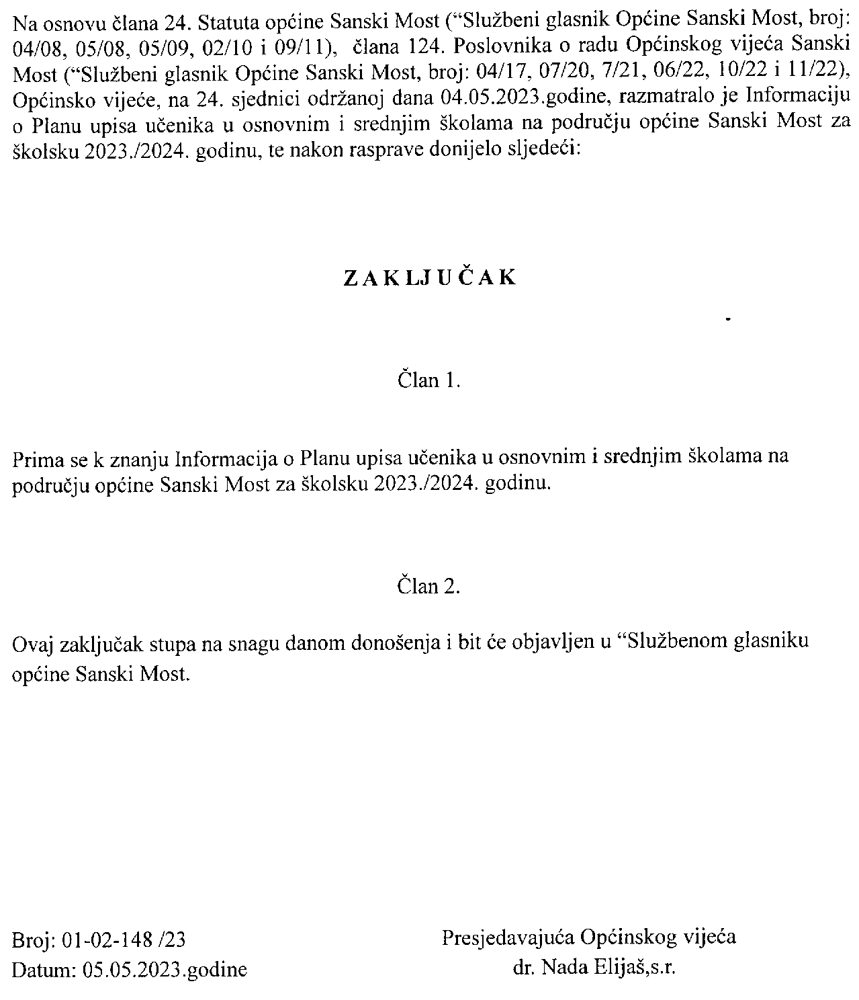 Na osnovu člana 24. Statuta općine Sanski Most (“Službeni glasnik Općine Sanski Most, broj:
04/08, 05/08, 05/09, 02/10 i 09/11), člana 124. Poslovnika o radu Općinskog vijeća Sanski
Most (“Službeni glasnik Općine Sanski Most, broj: 04/17, 07/20, 7/21, 06/22, 10/22 i 11/22),
Općinsko vijeće, na 24. sjednici održanoj dana 04.05.2023.godine, razmatralo je Informaciju
o Planu upisa učenika u osnovnim i srednjim školama na području općine Sanski Most za
školsku 2023./2024. godinu, te nakon rasprave donijelo sljedeći:
Z A K LJ U Č A K
Član 1.
Prima se k znanju Informacija o Planu upisa učenika u osnovnim i srednjim školama na
području općine Sanski Most za školsku 2023./2024. godinu.
Član 2.
Ovaj zaključak stupa na snagu danom donošenja i bit će objavljen u “Službenom glasniku
općine Sanski Most.
Broj: 01-02-148 /23
Presjedavajuća Općinskog vijeća
Datum: 05.05.2023.godine
dr. Nada Elijaš,s.r.